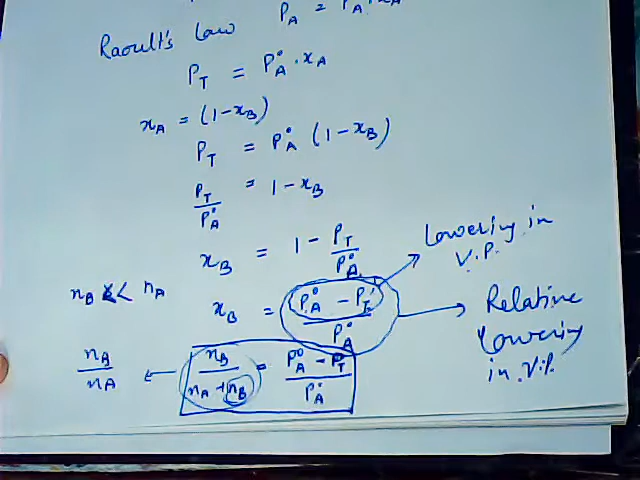 Raoult's Law P_A = P_A° x_A
P_T = P_A° . x_A
x_A = (1 - x_B)
P_T = P_A° (1 - x_B)
P_T / P_A° = 1 - x_B
x_B = 1 - P_T / P_A°
Lowering in
V.P.
n_B << n_A
x_B = (P_A° - P_T) / P_A°
Relative
Lowering
in V.P.
n_B / n_A ← n_B / (n_A + n_B) = (P_A° - P_T) / P_A°